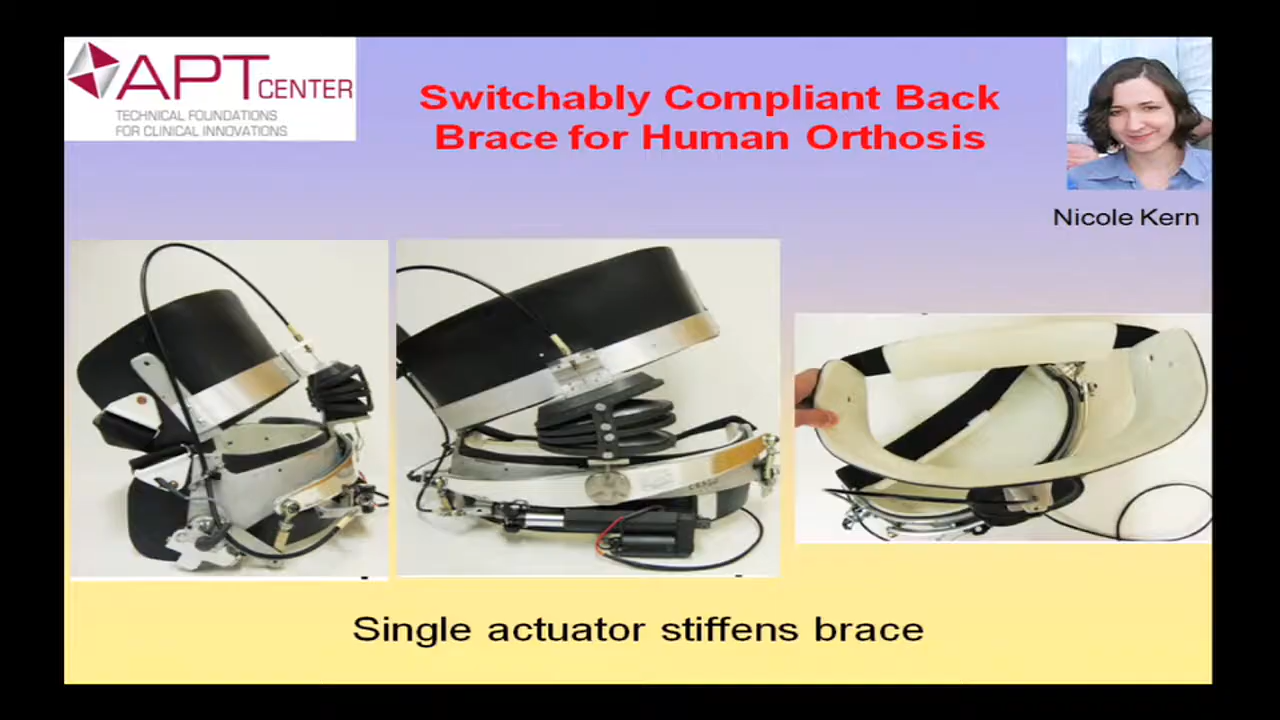 APT CENTER
TECHNICAL FOUNDATIONS
FOR CLINICAL INNOVATIONS
Switchably Compliant Back
Brace for Human Orthosis
Nicole Kern
Single actuator stiffens brace